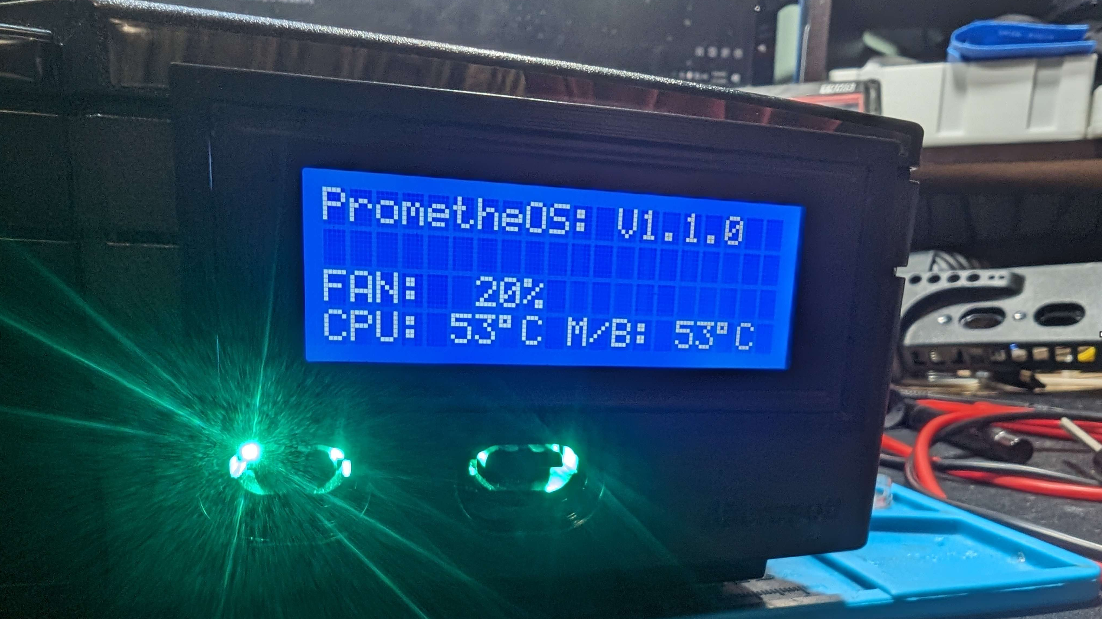 PrometheOS: V1.1.0
FAN: 20%
CPU: 53°C M/B: 53°C